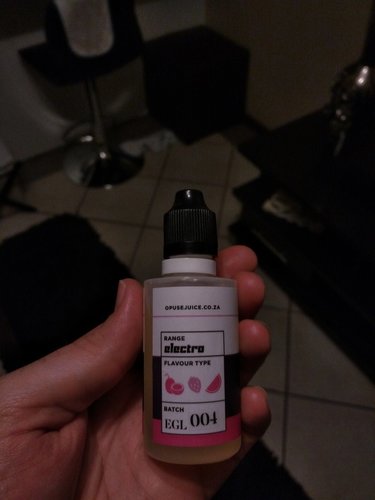 OPUSEJUICE.CO.ZA
RANGE
electro
FLAVOUR TYPE
BATCH
EGL 004